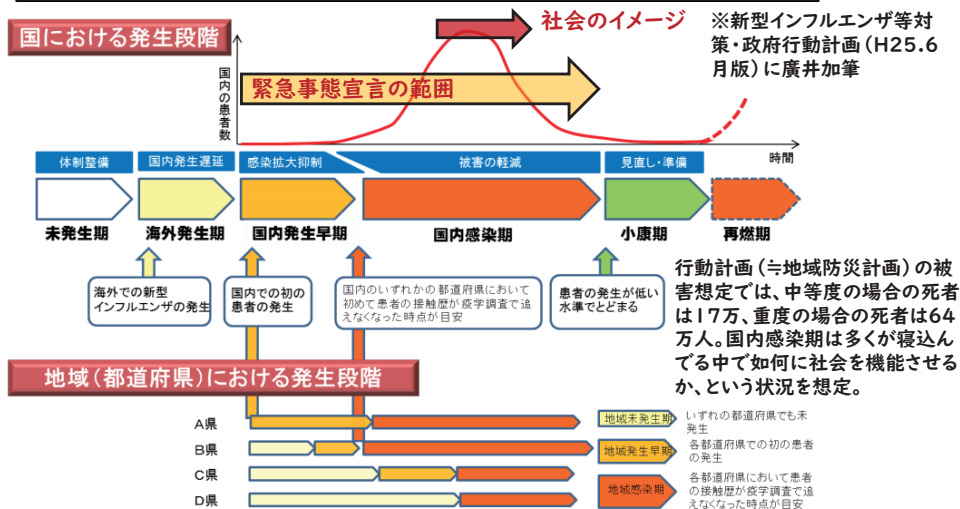 国における発生段階
社会のイメージ
※新型インフルエンザ等対
策・政府行動計画(H25.6
月版)に廣井加筆
国内の患者数
緊急事態宣言の範囲
時間
体制整備
国内発生遅延
感染拡大抑制
被害の軽減
見直し・準備
未発生期
海外発生期
国内発生早期
国内感染期
小康期
再燃期
海外での新型
インフルエンザの発生
国内での初の
患者の発生
国内のいずれかの都道府県において
初めて患者の接触歴が疫学調査で追
えなくなった時点が目安
患者の発生が低い
水準でとどまる
行動計画(≒地域防災計画)の被
害想定では、中等度の場合の死者
は17万、重度の場合の死者は64
万人。国内感染期は多くが寝込ん
でる中で如何に社会を機能させる
か、という状況を想定。
地域(都道府県)における発生段階
A県
B県
C県
D県
地域未発生期
いずれの都道府県でも未
発生
地域発生早期
各都道府県での初の患者
の発生
地域感染期
各都道府県において患者
の接触歴が疫学調査で追
えなくなった時点が目安